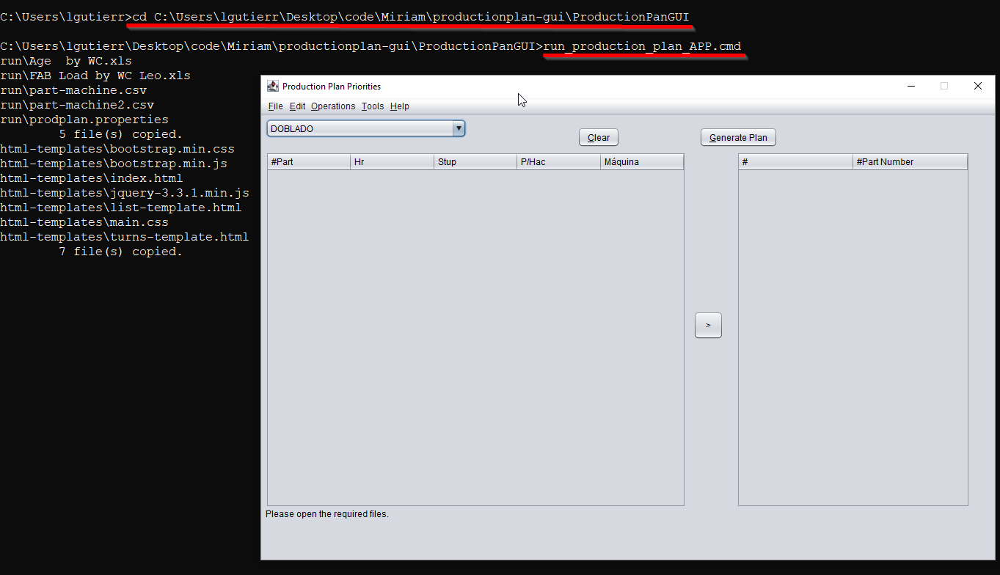 C:\Users\lgutierr>cd C:\Users\lgutierr\Desktop\code\Miriam\productionplan-gui\ProductionPanGUI
C:\Users\lgutierr\Desktop\code\Miriam\productionplan-gui\ProductionPanGUI>run_production_plan_APP.cmd
run\Age  by WC.xls
run\FAB Load by WC Leo.xls
run\part-machine.csv
run\part-machine2.csv
run\prodplan.properties
        5 file(s) copied.
html-templates\bootstrap.min.css
html-templates\bootstrap.min.js
html-templates\index.html
html-templates\jquery-3.3.1.min.js
html-templates\list-template.html
html-templates\main.css
html-templates\turns-template.html
        7 file(s) copied.
Production Plan Priorities
File Edit Operations Tools Help
DOBLADO
Clear
Generate Plan
#Part Hr Stup P/Hac Máquina
# #Part Number
>
Please open the required files.